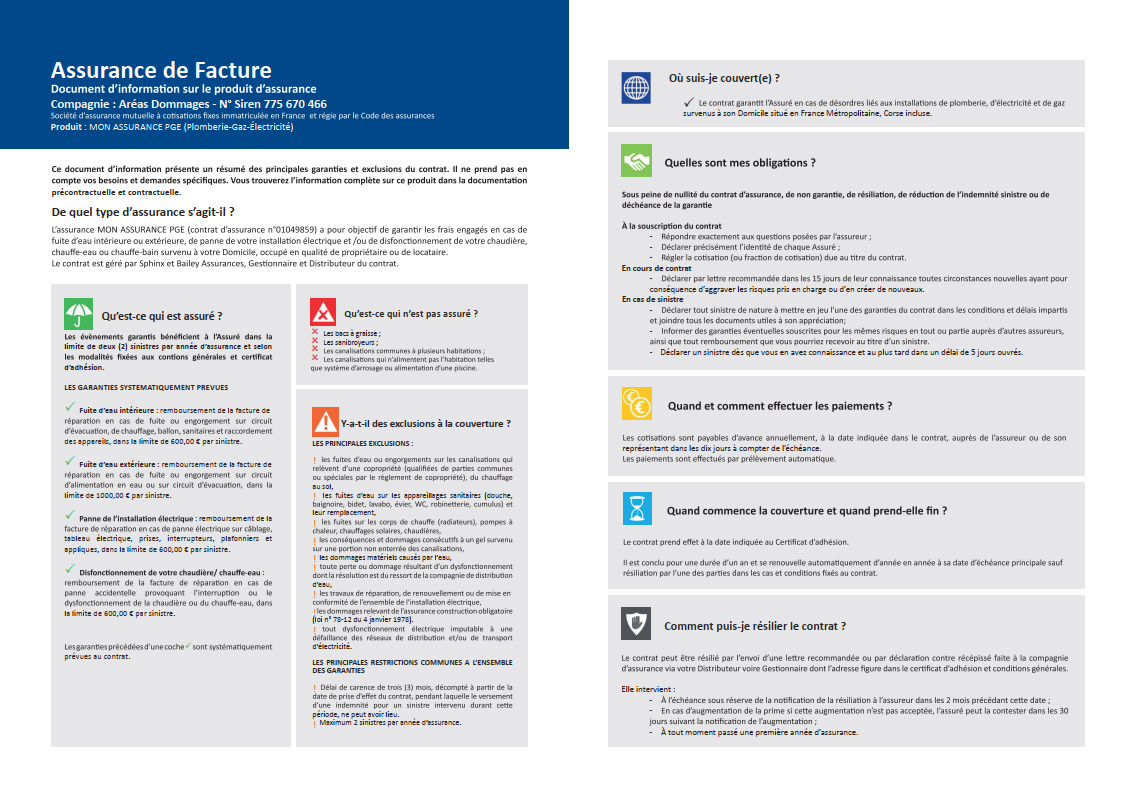 Assurance de Facture
Document d'information sur le produit d'assurance
Compagnie : Aréas Dommages - N° Siren 775 670 466
Société d'assurance mutuelle à cotisations fixes immatriculée en France et régie par le Code des assurances
Produit : MON ASSURANCE PGE (Plomberie-Gaz-Électricité)
Ce document d'information présente un résumé des principales garanties et exclusions du contrat. Il ne prend pas en
compte vos besoins et demandes spécifiques. Vous trouverez l'information complète sur ce produit dans la documentation
précontractuelle et contractuelle.
De quel type d'assurance s'agit-il ?
L'assurance MON ASSURANCE PGE (contrat d'assurance n°01049859) a pour objectif de garantir les frais engagés en cas de
fuite d'eau intérieure ou extérieure, de panne de votre installation électrique et /ou de disfonctionnement de votre chaudière,
chauffe-eau ou chauffe-bain survenu à votre Domicile, occupé en qualité de propriétaire ou de locataire.
Le contrat est géré par Sphinx et Bailey Assurances, Gestionnaire et Distributeur du contrat.
Qu'est-ce qui est assuré ?
Les évènements garantis bénéficient à l'Assuré dans la
limite de deux (2) sinistres par année d'assurance et selon
les modalités fixées aux contions générales et certificat
d'adhésion.
LES GARANTIES SYSTEMATIQUEMENT PREVUES
✓ Fuite d'eau intérieure : remboursement de la facture de
réparation en cas de fuite ou engorgement sur circuit
d'évacuation, de chauffage, ballon, sanitaires et raccordement
des appareils, dans la limite de 600,00 € par sinistre.
✓ Fuite d'eau extérieure : remboursement de la facture de
réparation en cas de fuite ou engorgement sur circuit
d'alimentation en eau ou sur circuit d'évacuation, dans la
limite de 1000,00 € par sinistre.
✓ Panne de l'installation électrique : remboursement de la
facture de réparation en cas de panne électrique sur câblage,
tableau électrique, prises, interrupteurs, plafonniers et
appliques, dans la limite de 600,00 € par sinistre.
✓ Disfonctionnement de votre chaudière/ chauffe-eau :
remboursement de la facture de réparation en cas de
panne accidentelle provoquant l'interruption ou le
dysfonctionnement de la chaudière ou du chauffe-eau, dans
la limite de 600,00 € par sinistre.
Les garanties précédées d'une coche ✓ sont systématiquement
prévues au contrat.
Qu'est-ce qui n'est pas assuré ?
X Les bacs à graisse ;
X Les sanibroyeurs ;
X Les canalisations communes à plusieurs habitations ;
X Les canalisations qui n'alimentent pas l'habitation telles
que système d'arrosage ou alimentation d'une piscine.
Y-a-t-il des exclusions à la couverture ?
LES PRINCIPALES EXCLUSIONS :
! les fuites d'eau ou engorgements sur les canalisations qui
relèvent d'une copropriété (qualifiées de parties communes
ou spéciales par le règlement de copropriété), du chauffage
au sol,
! les fuites d'eau sur les appareillages sanitaires (douche,
baignoire, bidet, lavabo, évier, WC, robinetterie, cumulus) et
leur remplacement,
! les fuites sur les corps de chauffe (radiateurs), pompes à
chaleur, chauffages solaires, chaudières,
! les conséquences et dommages consécutifs à un gel survenu
sur une portion non enterrée des canalisations,
! les dommages matériels causés par l'eau,
! toute perte ou dommage résultant d'un dysfonctionnement
dont la résolution est du ressort de la compagnie de distribution
d'eau,
! les travaux de réparation, de renouvellement ou de mise en
conformité de l'ensemble de l'installation électrique,
! les dommages relevant de l'assurance construction obligatoire
(loi n° 78-12 du 4 janvier 1978).
! tout dysfonctionnement électrique imputable à une
défaillance des réseaux de distribution et/ou de transport
d'électricité.
LES PRINCIPALES RESTRICTIONS COMMUNES A L'ENSEMBLE
DES GARANTIES
! Délai de carence de trois (3) mois, décompté à partir de la
date de prise d'effet du contrat, pendant laquelle le versement
d'une indemnité pour un sinistre intervenu durant cette
période, ne peut avoir lieu.
! Maximum 2 sinistres par année d'assurance.
Où suis-je couvert(e) ?
✓ Le contrat garantit l'Assuré en cas de désordres liés aux installations de plomberie, d'électricité et de gaz
survenus à son Domicile situé en France Métropolitaine, Corse incluse.
Quelles sont mes obligations ?
Sous peine de nullité du contrat d'assurance, de non garantie, de résiliation, de réduction de l'indemnité sinistre ou de
déchéance de la garantie
À la souscription du contrat
- Répondre exactement aux questions posées par l'assureur ;
- Déclarer précisément l'identité de chaque Assuré ;
- Régler la cotisation (ou fraction de cotisation) due au titre du contrat.
En cours de contrat
- Déclarer par lettre recommandée dans les 15 jours de leur connaissance toutes circonstances nouvelles ayant pour
conséquence d'aggraver les risques pris en charge ou d'en créer de nouveaux.
En cas de sinistre
- Déclarer tout sinistre de nature à mettre en jeu l'une des garanties du contrat dans les conditions et délais impartis
et joindre tous les documents utiles à son appréciation;
- Informer des garanties éventuelles souscrites pour les mêmes risques en tout ou partie auprès d'autres assureurs,
ainsi que tout remboursement que vous pourriez recevoir au titre d'un sinistre.
- Déclarer un sinistre dès que vous en avez connaissance et au plus tard dans un délai de 5 jours ouvrés.
Quand et comment effectuer les paiements ?
Les cotisations sont payables d'avance annuellement, à la date indiquée dans le contrat, auprès de l'assureur ou de son
représentant dans les dix jours à compter de l'échéance.
Les paiements sont effectués par prélèvement automatique.
Quand commence la couverture et quand prend-elle fin ?
Le contrat prend effet à la date indiquée au Certificat d'adhésion.
Il est conclu pour une durée d'un an et se renouvelle automatiquement d'année en année à sa date d'échéance principale sauf
résiliation par l'une des parties dans les cas et conditions fixés au contrat.
Comment puis-je résilier le contrat ?
Le contrat peut être résilié par l'envoi d'une lettre recommandée ou par déclaration contre récépissé faite à la compagnie
d'assurance via votre Distributeur voire Gestionnaire dont l'adresse figure dans le certificat d'adhésion et conditions générales.
Elle intervient :
- À l'échéance sous réserve de la notification de la résiliation à l'assureur dans les 2 mois précédant cette date ;
- En cas d'augmentation de la prime si cette augmentation n'est pas acceptée, l'assuré peut la contester dans les 30
jours suivant la notification de l'augmentation ;
- À tout moment passé une première année d'assurance.